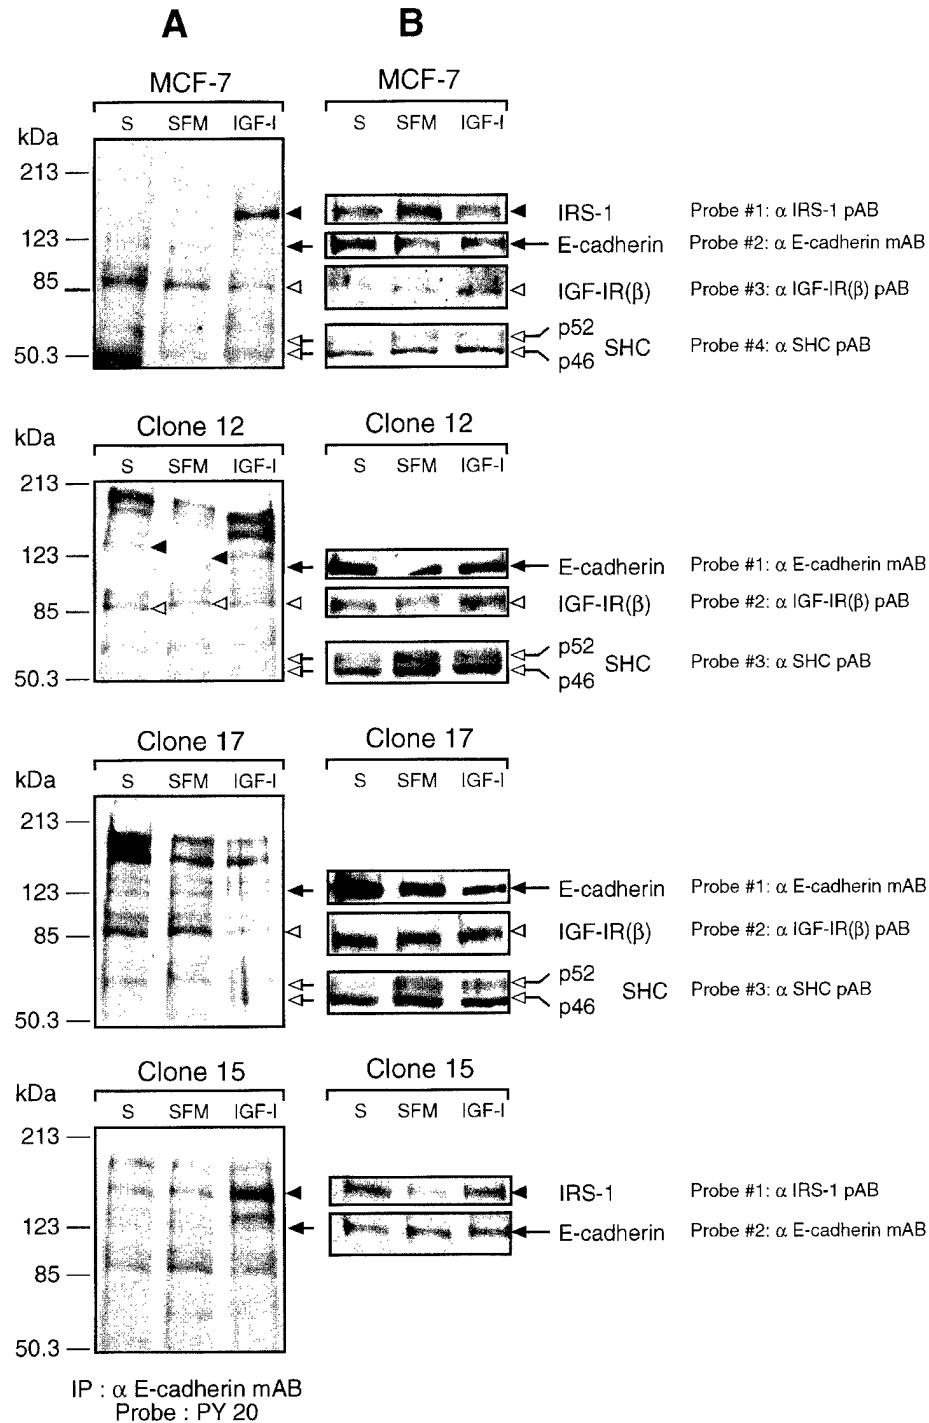 A B
MCF-7 MCF-7
S SFM IGF-I S SFM IGF-I
kDa
213
123
85
50.3
IRS-1 Probe #1: α IRS-1 pAB
E-cadherin Probe #2: α E-cadherin mAB
IGF-IR(β) Probe #3: α IGF-IR(β) pAB
p52
SHC Probe #4: α SHC pAB
p46
Clone 12 Clone 12
kDa
S SFM IGF-I S SFM IGF-I
213
123
85
50.3
E-cadherin Probe #1: α E-cadherin mAB
IGF-IR(β) Probe #2: α IGF-IR(β) pAB
p52
SHC Probe #3: α SHC pAB
p46
Clone 17 Clone 17
kDa
S SFM IGF-I S SFM IGF-I
213
123
85
50.3
E-cadherin Probe #1: α E-cadherin mAB
IGF-IR(β) Probe #2: α IGF-IR(β) pAB
p52
SHC Probe #3: α SHC pAB
p46
Clone 15 Clone 15
kDa
S SFM IGF-I S SFM IGF-I
213
123
85
50.3
IRS-1 Probe #1: α IRS-1 pAB
E-cadherin Probe #2: α E-cadherin mAB
IP : α E-cadherin mAB
Probe : PY 20